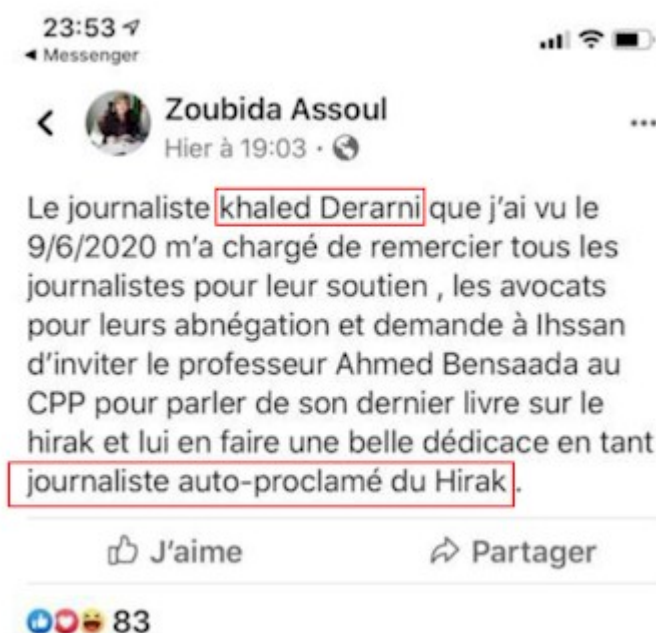 23:53
Messenger
Zoubida Assoul
Hier à 19:03 ·
Le journaliste khaled Derarni que j'ai vu le
9/6/2020 m'a chargé de remercier tous les
journalistes pour leur soutien , les avocats
pour leurs abnégation et demande à Ihssan
d'inviter le professeur Ahmed Bensaada au
CPP pour parler de son dernier livre sur le
hirak et lui en faire une belle dédicace en tant
journaliste auto-proclamé du Hirak .
J'aime
Partager
83